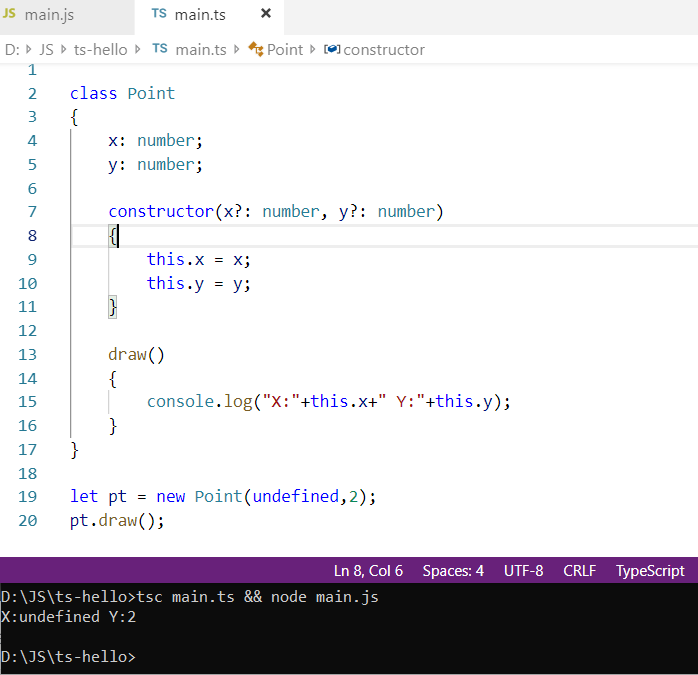 JS main.js TS main.ts ×
D: JS ts-hello TS main.ts Point constructor
1
2 class Point
3 {
4 x: number;
5 y: number;
6
7 constructor(x?: number, y?: number)
8 {
9 this.x = x;
10 this.y = y;
11 }
12
13 draw()
14 {
15 console.log("X:"+this.x+" Y:"+this.y);
16 }
17 }
18
19 let pt = new Point(undefined,2);
20 pt.draw();
Ln 8, Col 6 Spaces: 4 UTF-8 CRLF TypeScript
D:\JS\ts-hello>tsc main.ts && node main.js
X:undefined Y:2
D:\JS\ts-hello>